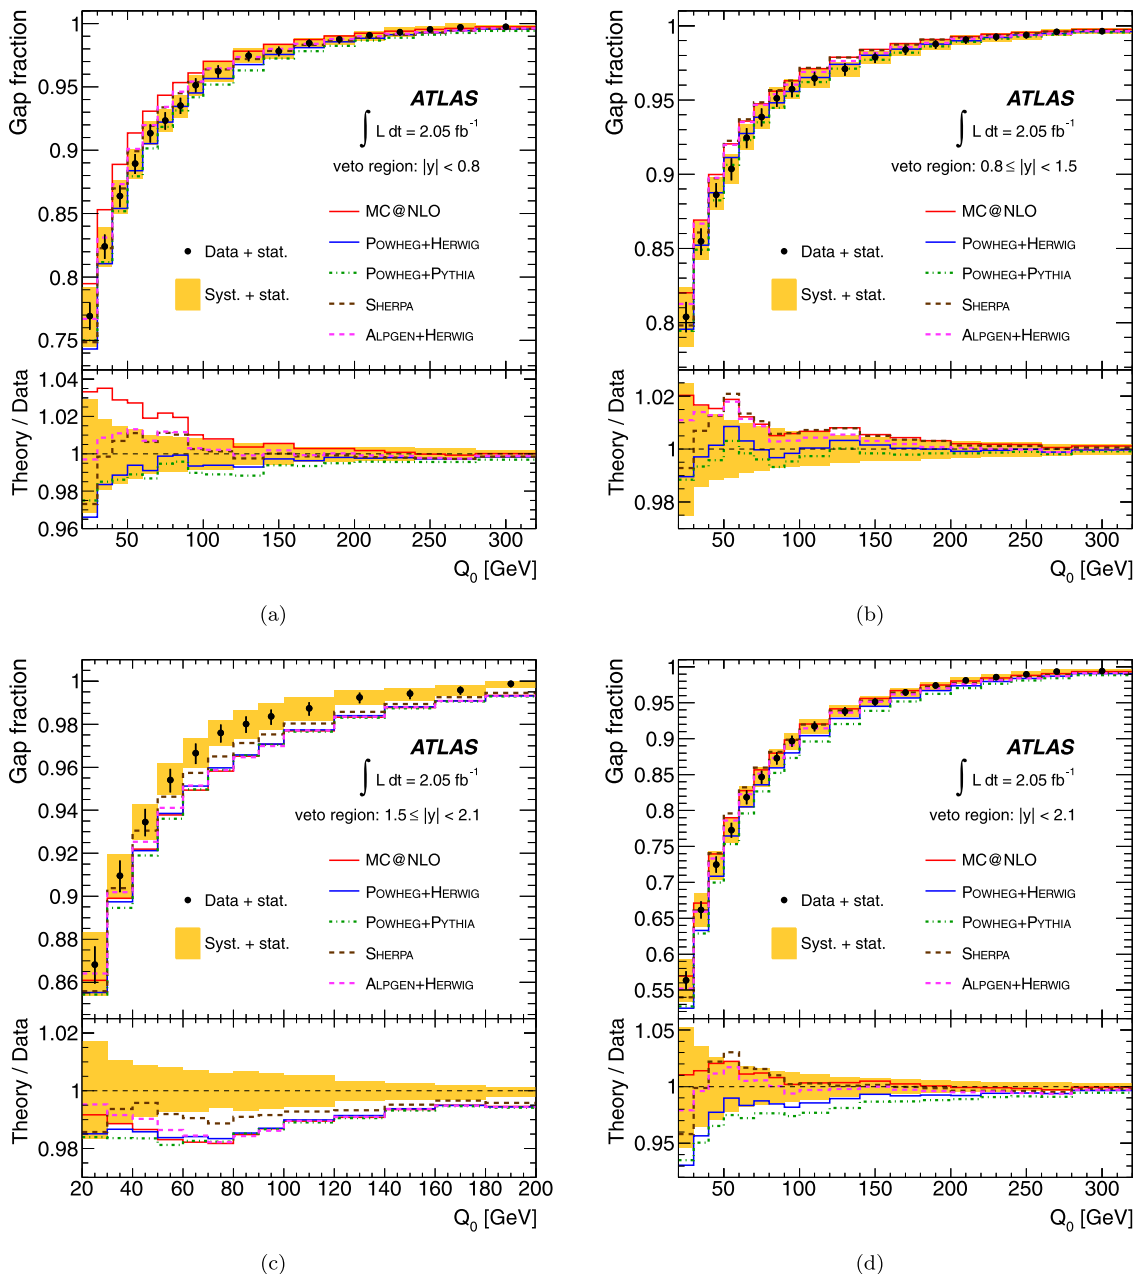 Gap fraction
1
0.95
0.9
0.85
0.8
0.75
ATLAS
∫ L dt = 2.05 fb⁻¹
veto region: |y| < 0.8
MC@NLO
POWHEG+HERWIG
POWHEG+PYTHIA
SHERPA
ALPGEN+HERWIG
Data + stat.
Syst. + stat.
Theory / Data
1.04
1.02
1
0.98
0.96
50 100 150 200 250 300
Q₀ [GeV]
(a)
Gap fraction
1
0.95
0.9
0.85
0.8
ATLAS
∫ L dt = 2.05 fb⁻¹
veto region: 0.8 ≤ |y| < 1.5
MC@NLO
POWHEG+HERWIG
POWHEG+PYTHIA
SHERPA
ALPGEN+HERWIG
Data + stat.
Syst. + stat.
Theory / Data
1.02
1
0.98
50 100 150 200 250 300
Q₀ [GeV]
(b)
Gap fraction
1
0.98
0.96
0.94
0.92
0.9
0.88
0.86
ATLAS
∫ L dt = 2.05 fb⁻¹
veto region: 1.5 ≤ |y| < 2.1
MC@NLO
POWHEG+HERWIG
POWHEG+PYTHIA
SHERPA
ALPGEN+HERWIG
Data + stat.
Syst. + stat.
Theory / Data
1.02
1
0.98
20 40 60 80 100 120 140 160 180 200
Q₀ [GeV]
(c)
Gap fraction
1
0.95
0.9
0.85
0.8
0.75
0.7
0.65
0.6
0.55
ATLAS
∫ L dt = 2.05 fb⁻¹
veto region: |y| < 2.1
MC@NLO
POWHEG+HERWIG
POWHEG+PYTHIA
SHERPA
ALPGEN+HERWIG
Data + stat.
Syst. + stat.
Theory / Data
1.05
1
0.95
50 100 150 200 250 300
Q₀ [GeV]
(d)